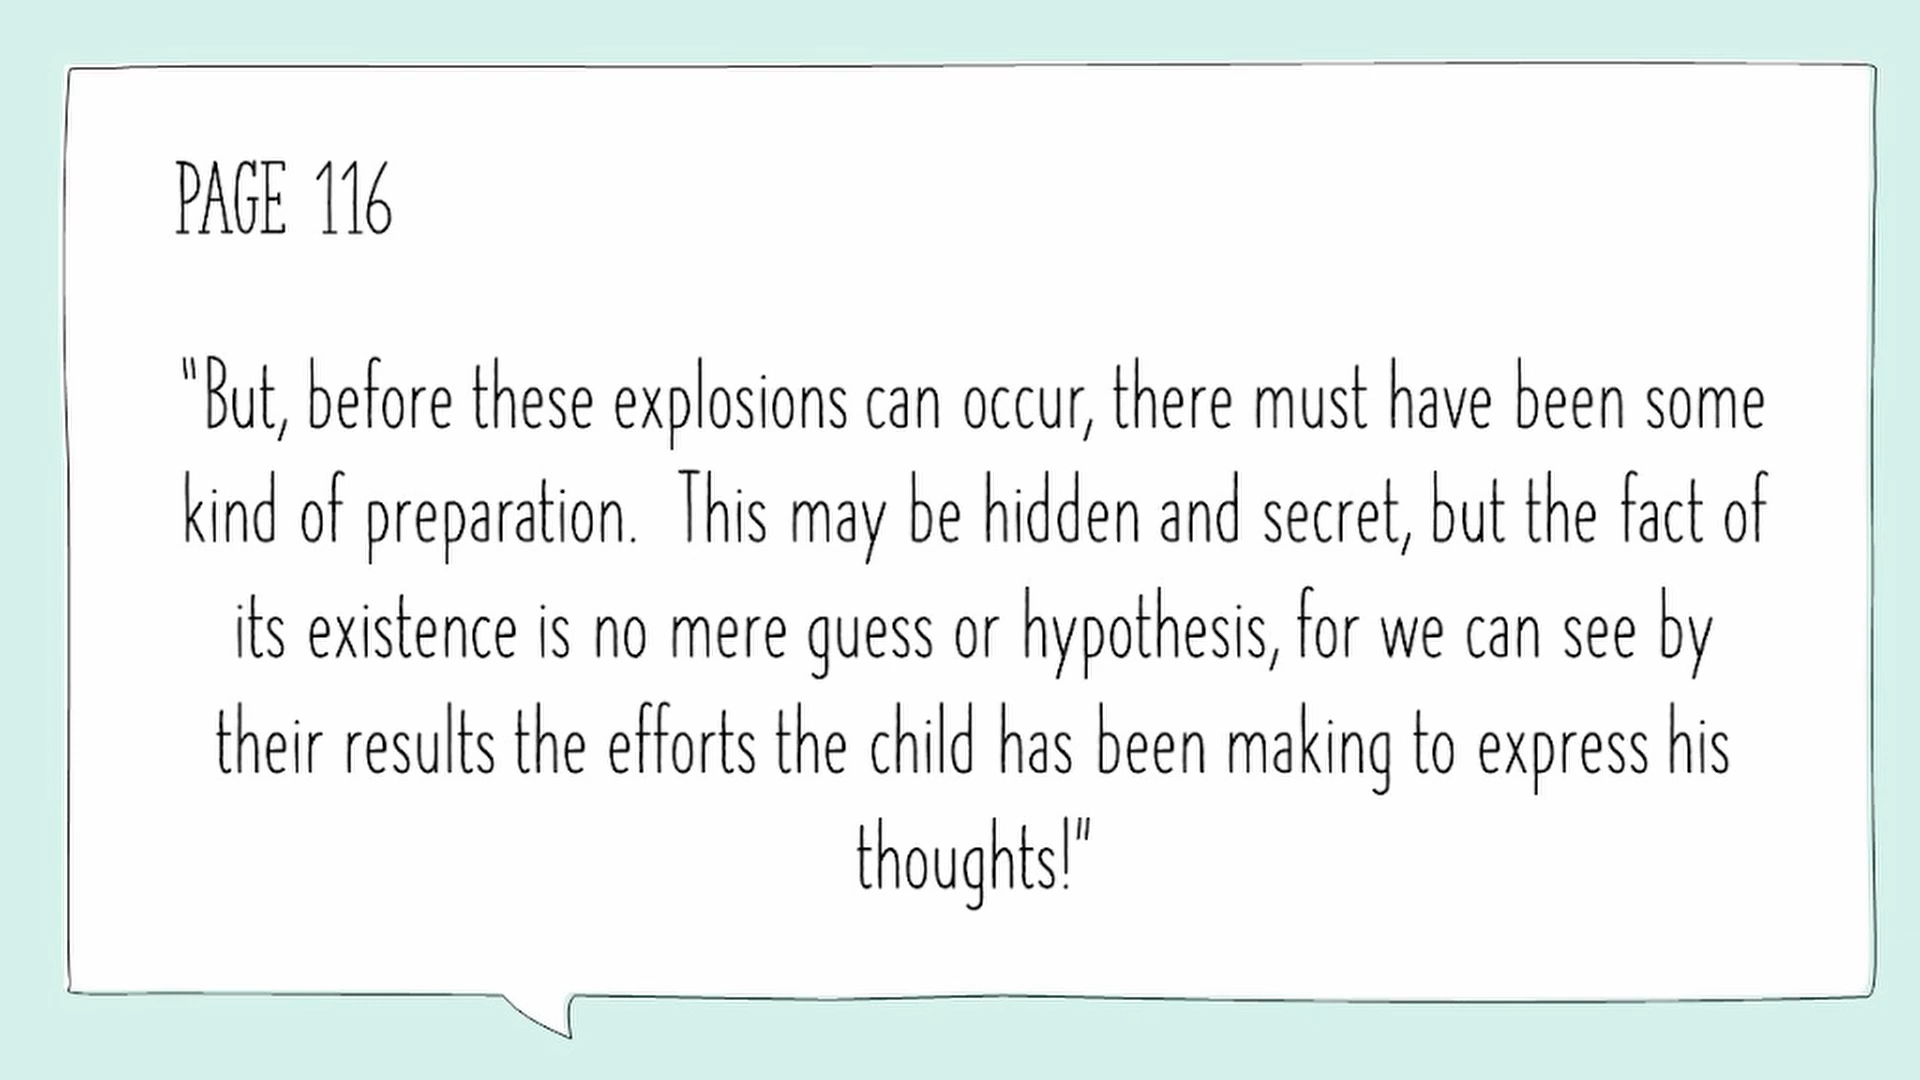 PAGE 116
"But, before these explosions can occur, there must have been some
kind of preparation.  This may be hidden and secret, but the fact of
its existence is no mere guess or hypothesis, for we can see by
their results the efforts the child has been making to express his
thoughts!"